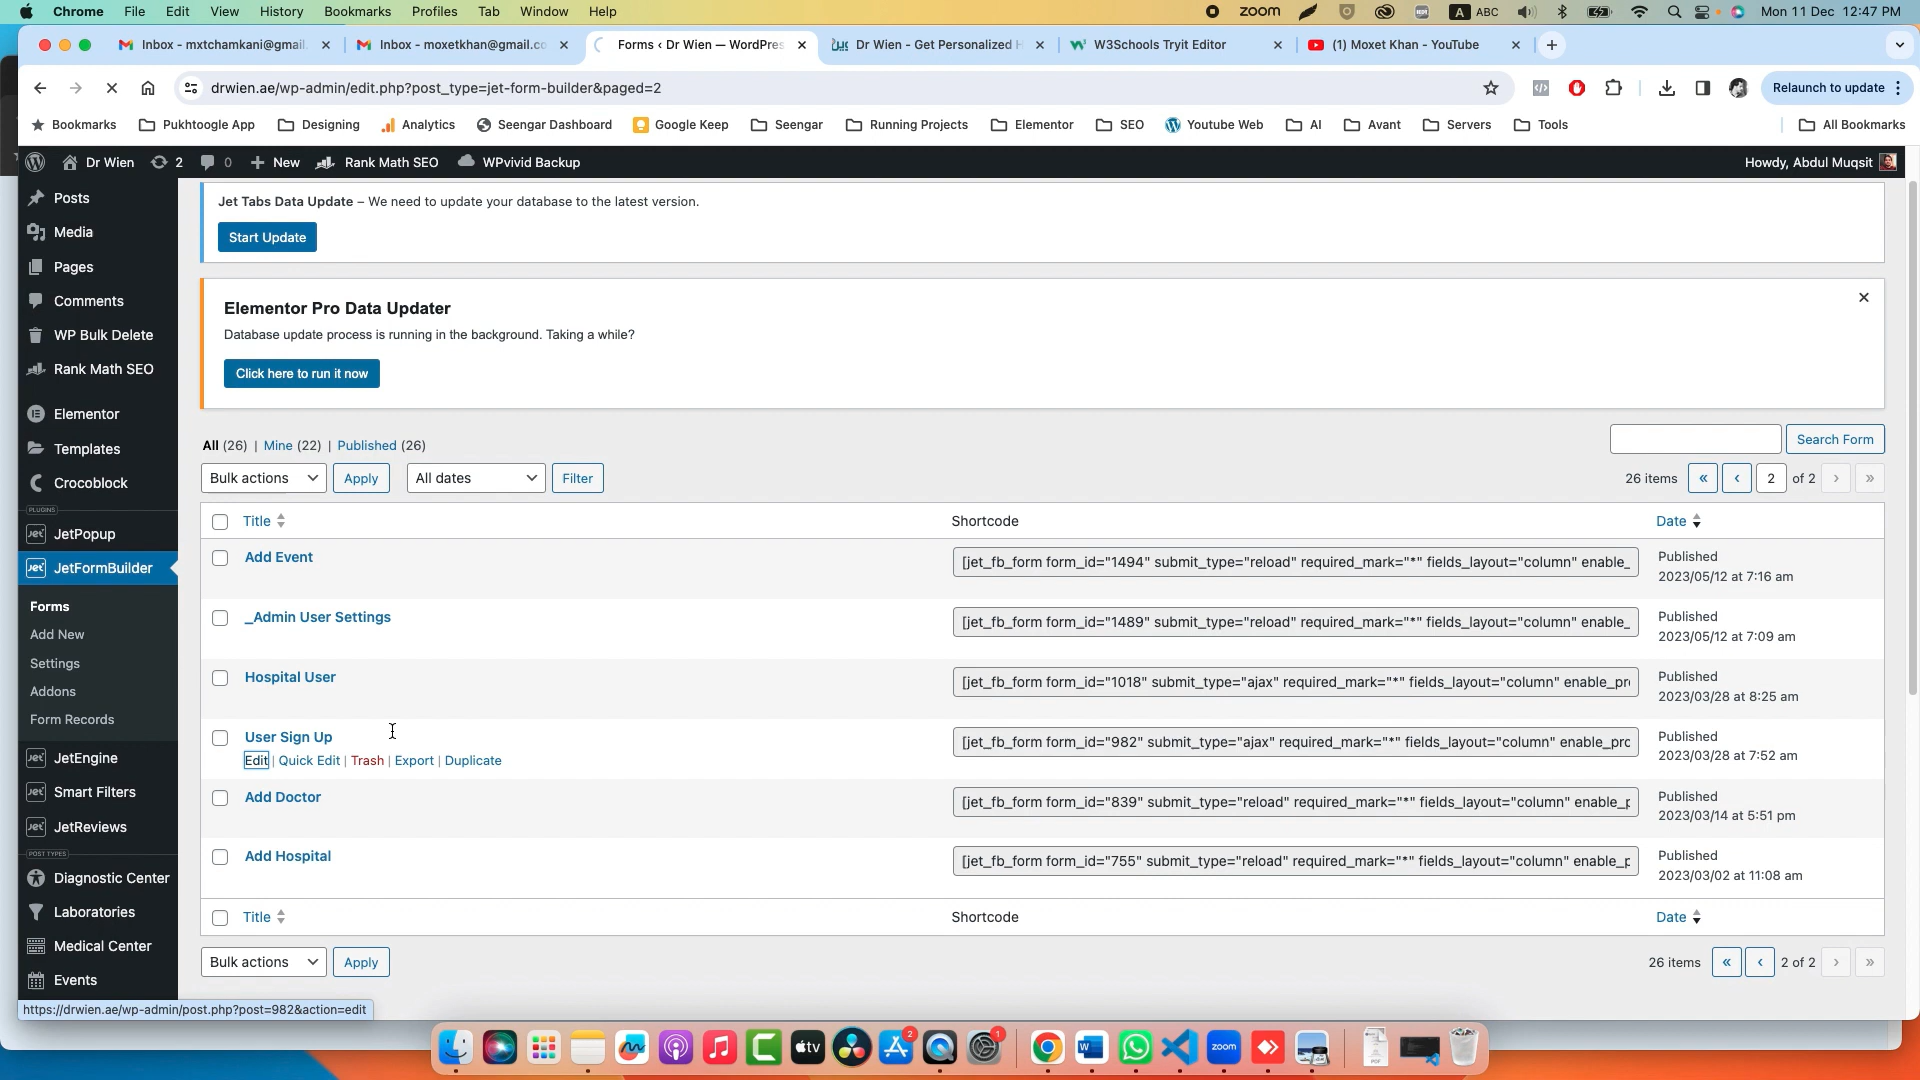 Chrome File Edit View History Bookmarks Profiles Tab Window Help zoom A ABC Mon 11 Dec 12:47 PM
Inbox - mxtchamkani@gmail. Inbox - moxetkhan@gmail.co Forms ‹ Dr Wien — WordPres Dr Wien - Get Personalized H W3Schools Tryit Editor (1) Moxet Khan - YouTube
drwien.ae/wp-admin/edit.php?post_type=jet-form-builder&paged=2 Relaunch to update
Bookmarks Pukhtoogle App Designing Analytics Seengar Dashboard Google Keep Seengar Running Projects Elementor SEO Youtube Web AI Avant Servers Tools All Bookmarks
Dr Wien 2 0 New Rank Math SEO WPvivid Backup Howdy, Abdul Muqsit
Posts
Media
Pages
Comments
WP Bulk Delete
Rank Math SEO
Elementor
Templates
Crocoblock
PLUGINS
JetPopup
JetFormBuilder
Forms
Add New
Settings
Addons
Form Records
JetEngine
Smart Filters
JetReviews
POST TYPES
Diagnostic Center
Laboratories
Medical Center
Events
Jet Tabs Data Update – We need to update your database to the latest version.
Start Update
Elementor Pro Data Updater
Database update process is running in the background. Taking a while?
Click here to run it now
All (26) | Mine (22) | Published (26)
Search Form
Bulk actions Apply All dates Filter 26 items « ‹ 2 of 2 › »
Title Shortcode Date
Add Event [jet_fb_form form_id="1494" submit_type="reload" required_mark="*" fields_layout="column" enable_ Published
2023/05/12 at 7:16 am
_Admin User Settings [jet_fb_form form_id="1489" submit_type="reload" required_mark="*" fields_layout="column" enable_ Published
2023/05/12 at 7:09 am
Hospital User [jet_fb_form form_id="1018" submit_type="ajax" required_mark="*" fields_layout="column" enable_pr Published
2023/03/28 at 8:25 am
User Sign Up [jet_fb_form form_id="982" submit_type="ajax" required_mark="*" fields_layout="column" enable_prc Published
Edit | Quick Edit | Trash | Export | Duplicate 2023/03/28 at 7:52 am
Add Doctor [jet_fb_form form_id="839" submit_type="reload" required_mark="*" fields_layout="column" enable_p Published
2023/03/14 at 5:51 pm
Add Hospital [jet_fb_form form_id="755" submit_type="reload" required_mark="*" fields_layout="column" enable_p Published
2023/03/02 at 11:08 am
Title Shortcode Date
Bulk actions Apply 26 items « ‹ 2 of 2 › »
https://drwien.ae/wp-admin/post.php?post=982&action=edit
tv 2 1 W zoom PDF